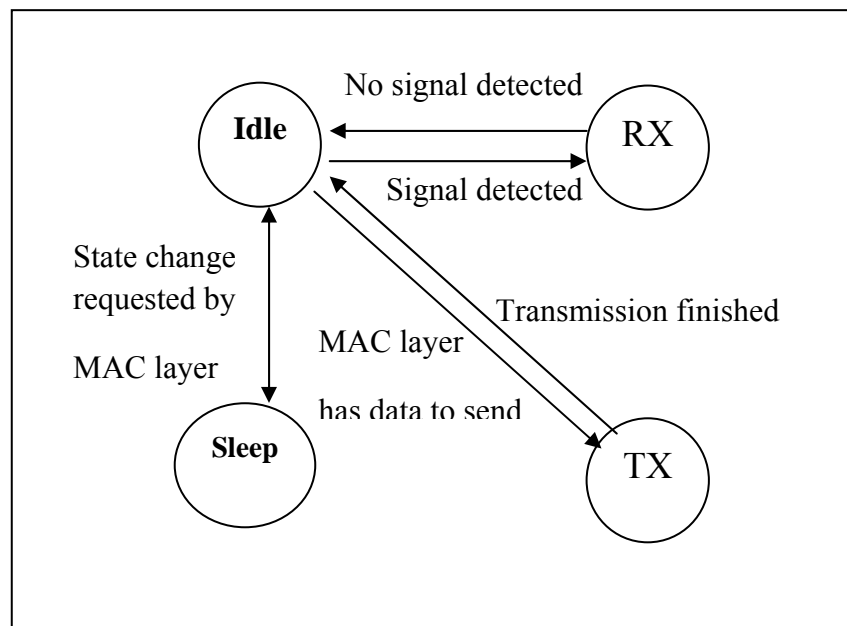 No signal detected
Idle
RX
Signal detected
State change
requested by
MAC layer
Transmission finished
MAC layer
has data to send
Sleep
TX